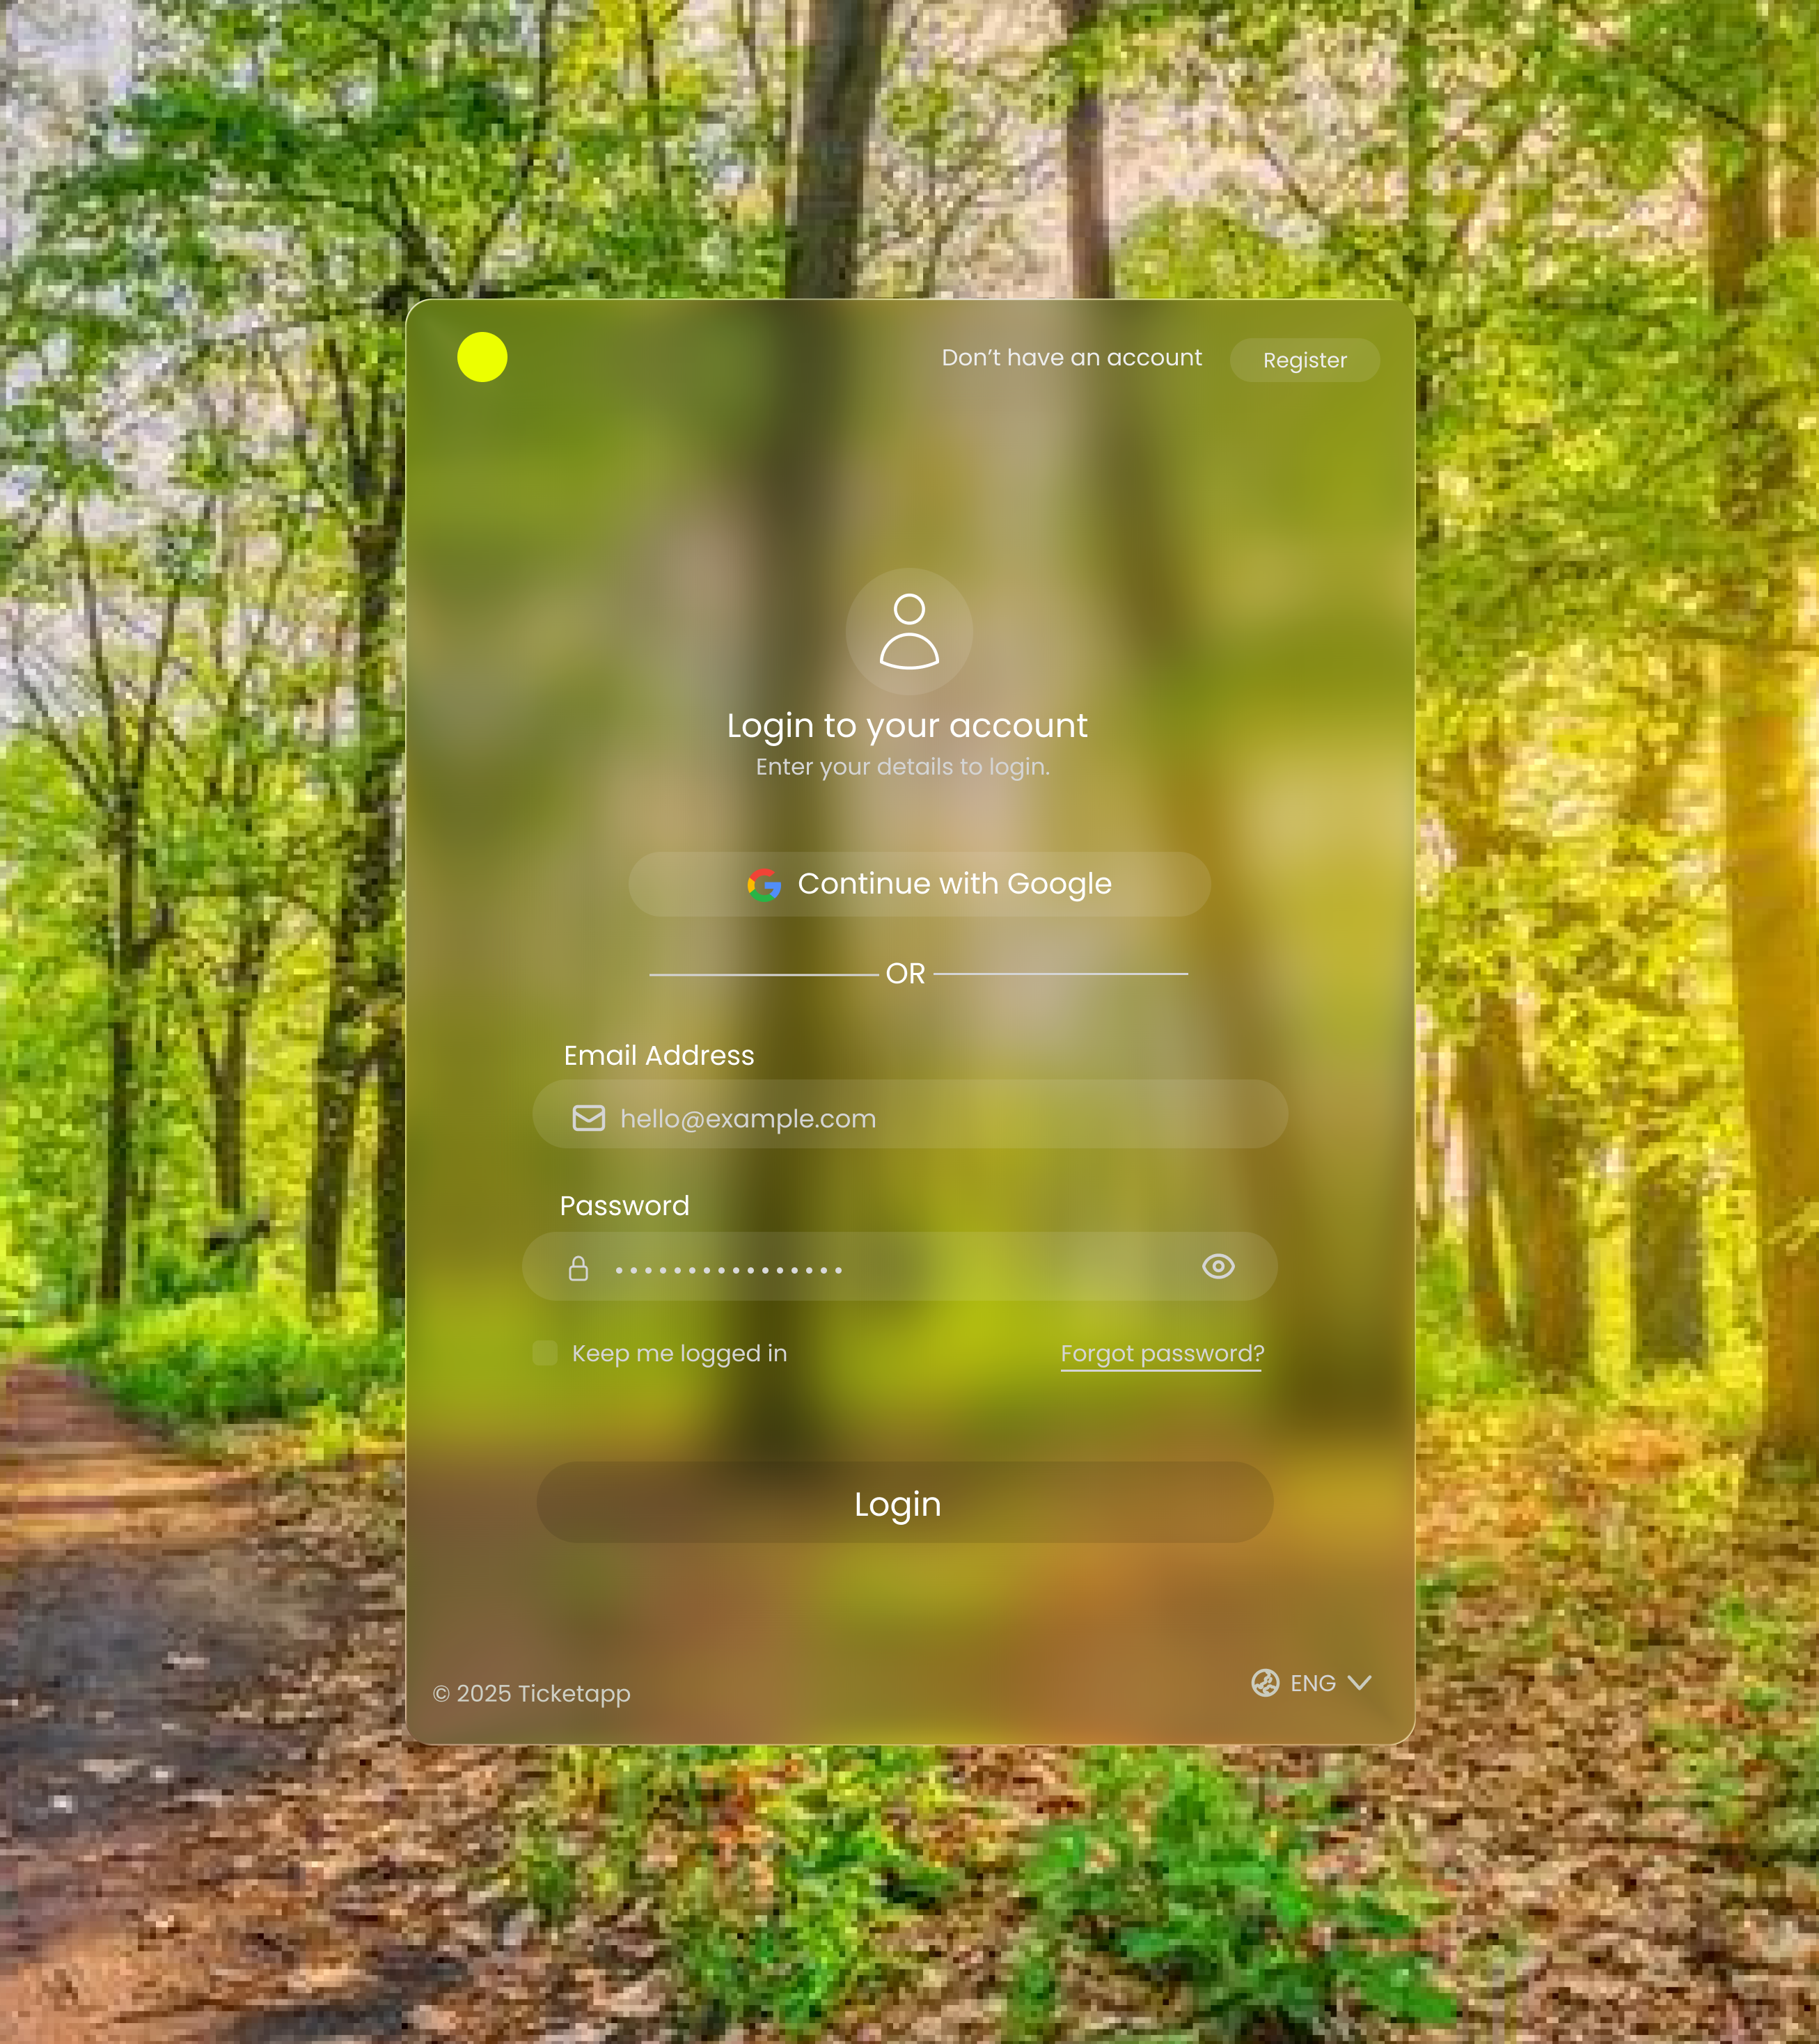 Don’t have an account
Register
Login to your account
Enter your details to login.
Continue with Google
OR
Email Address
hello@example.com
Password
Keep me logged in
Forgot password?
Login
© 2025 Ticketapp
ENG